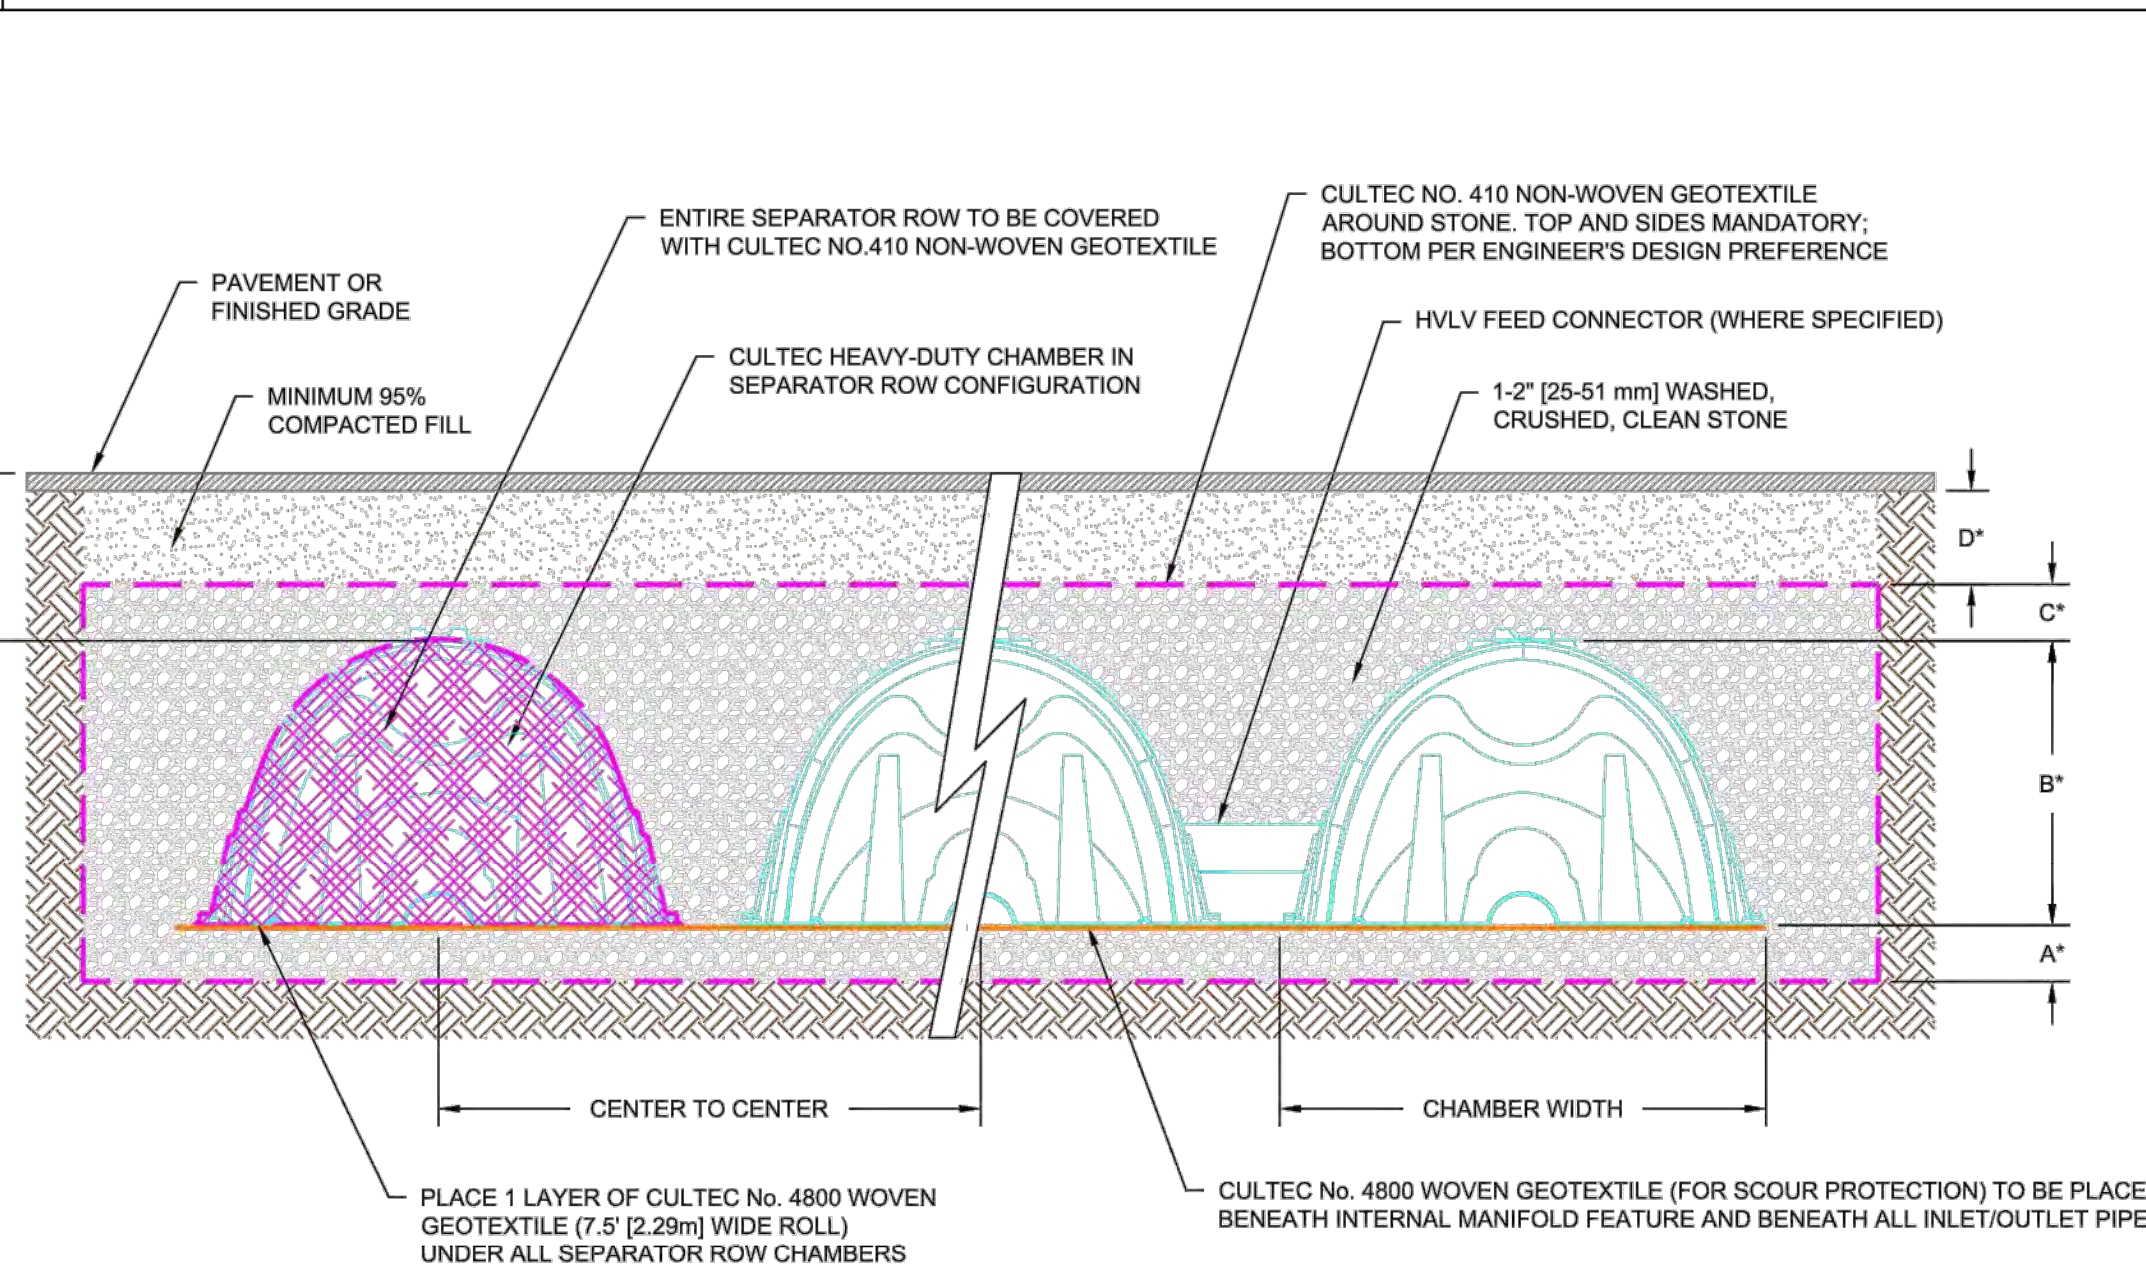 CULTEC NO. 410 NON-WOVEN GEOTEXTILE
AROUND STONE. TOP AND SIDES MANDATORY;
BOTTOM PER ENGINEER'S DESIGN PREFERENCE
ENTIRE SEPARATOR ROW TO BE COVERED
WITH CULTEC NO.410 NON-WOVEN GEOTEXTILE
PAVEMENT OR
FINISHED GRADE
HVLV FEED CONNECTOR (WHERE SPECIFIED)
CULTEC HEAVY-DUTY CHAMBER IN
SEPARATOR ROW CONFIGURATION
1-2" [25-51 mm] WASHED,
CRUSHED, CLEAN STONE
MINIMUM 95%
COMPACTED FILL
D*
C*
B*
A*
CENTER TO CENTER
CHAMBER WIDTH
PLACE 1 LAYER OF CULTEC No. 4800 WOVEN
GEOTEXTILE (7.5' [2.29m] WIDE ROLL)
UNDER ALL SEPARATOR ROW CHAMBERS
CULTEC No. 4800 WOVEN GEOTEXTILE (FOR SCOUR PROTECTION) TO BE PLACE
BENEATH INTERNAL MANIFOLD FEATURE AND BENEATH ALL INLET/OUTLET PIPE